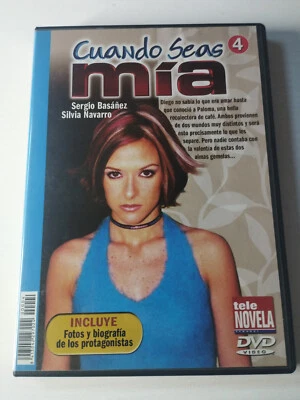 Cuando Seas
4
mía
Sergio Basáñez
Silvia Navarro
Diego no sabía lo que era amar hasta
que conoció a Paloma, una bella
recolectora de café. Ambos provienen
de dos mundos muy distintos y será
esto precisamente lo que les
separe. Pero nadie contaba con
la valentía de estas dos
almas gemelas...
INCLUYE
Fotos y biografía
de los protagonistas
tele
NOVELA
DVD
VIDEO